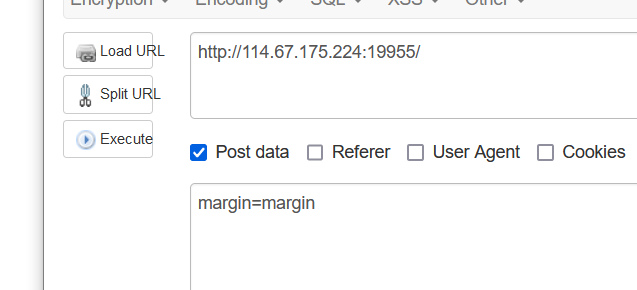 Encryption Encoding SQL XSS Other
Load URL
http://114.67.175.224:19955/
Split URL
Execute
Post data Referer User Agent Cookies
margin=margin